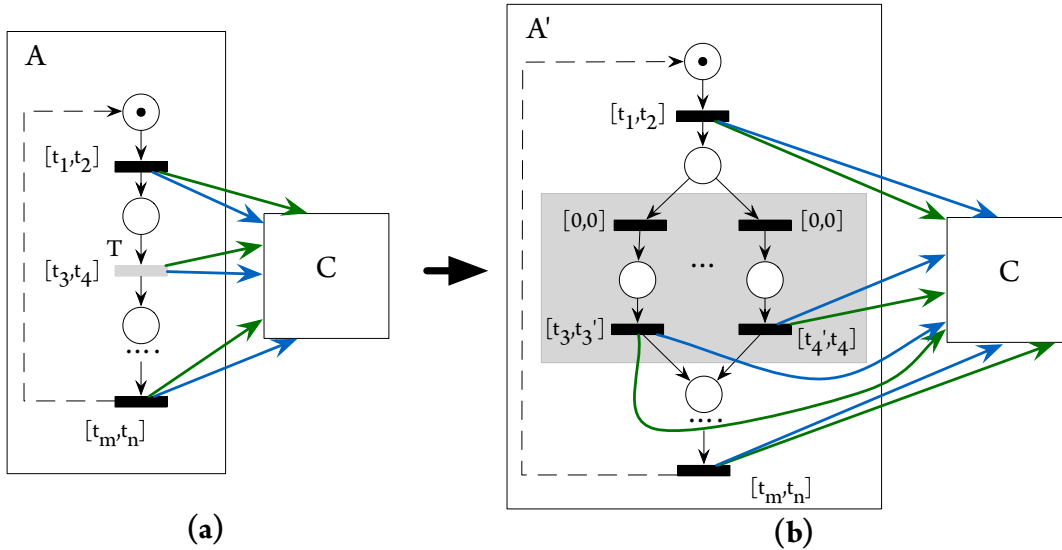 A
[t₁,t₂]
T
[t₃,t₄]
....
[tₘ,tₙ]
C
(a)
A'
[t₁,t₂]
[0,0]
[0,0]
...
[t₃,t₃']
[t₄',t₄]
....
[tₘ,tₙ]
C
(b)